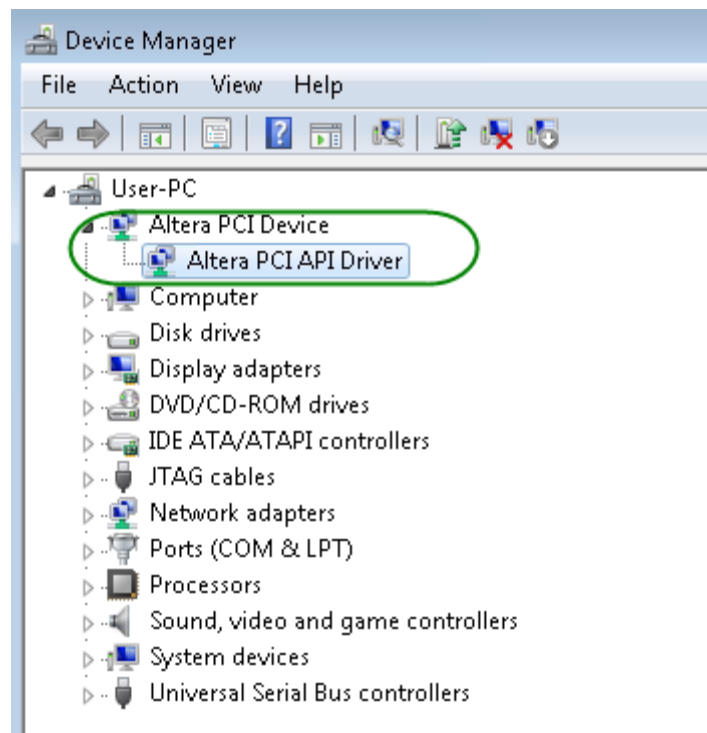 Device Manager
File Action View Help
User-PC
Altera PCI Device
Altera PCI API Driver
Computer
Disk drives
Display adapters
DVD/CD-ROM drives
IDE ATA/ATAPI controllers
JTAG cables
Network adapters
Ports (COM & LPT)
Processors
Sound, video and game controllers
System devices
Universal Serial Bus controllers